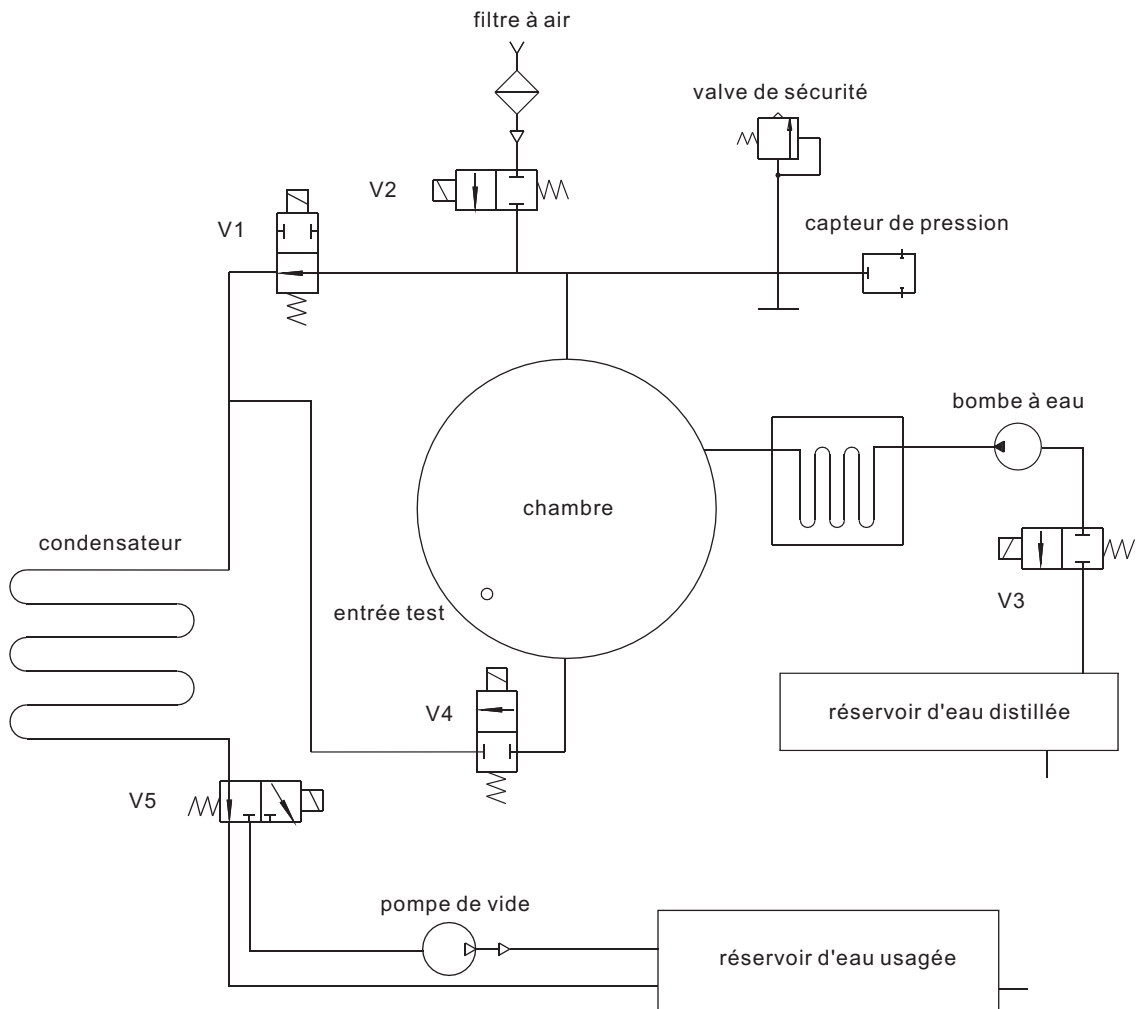 filtre à air
valve de sécurité
V2
V1
capteur de pression
bombe à eau
chambre
condensateur
entrée test
V3
V4
réservoir d'eau distillée
V5
pompe de vide
réservoir d'eau usagée